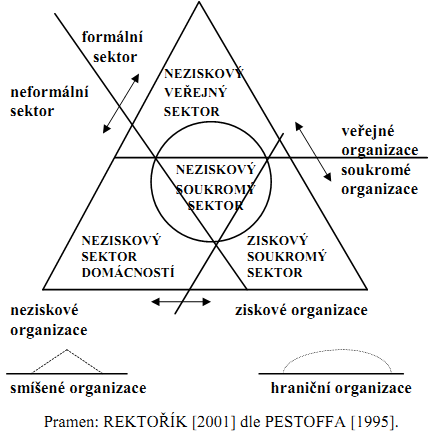 formální
sektor
neformální
sektor
NEZISKOVÝ
VEŘEJNÝ
SEKTOR
veřejné
organizace
soukromé
organizace
NEZISKOVÝ
SOUKROMÝ
SEKTOR
NEZISKOVÝ
SEKTOR
DOMÁCNOSTÍ
ZISKOVÝ
SOUKROMÝ
SEKTOR
neziskové
organizace
ziskové organizace
smíšené organizace
hraniční organizace
Pramen: REKTOŘÍK [2001] dle PESTOFFA [1995].